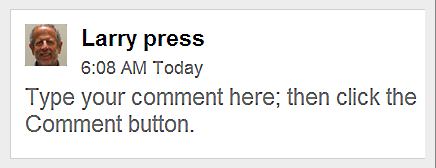 Larry press
6:08 AM Today
Type your comment here; then click the
Comment button.